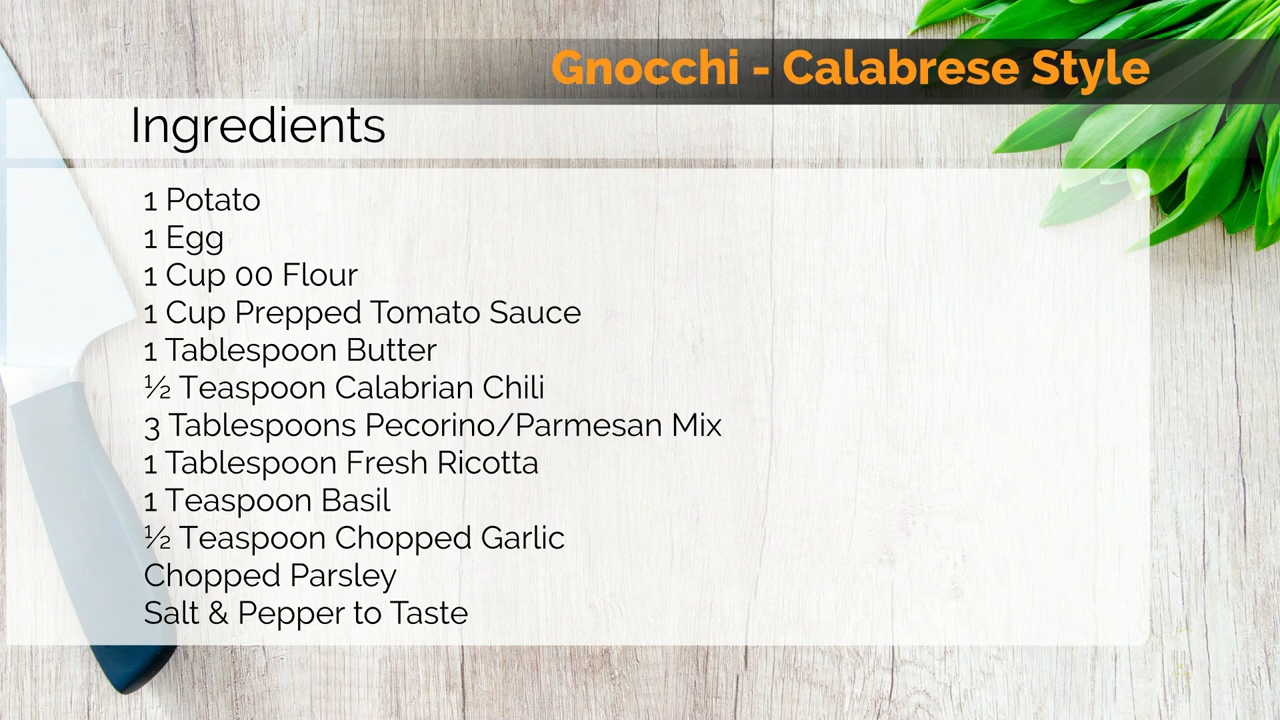 Gnocchi - Calabrese Style
Ingredients
1 Potato
1 Egg
1 Cup 00 Flour
1 Cup Prepped Tomato Sauce
1 Tablespoon Butter
½ Teaspoon Calabrian Chili
3 Tablespoons Pecorino/Parmesan Mix
1 Tablespoon Fresh Ricotta
1 Teaspoon Basil
½ Teaspoon Chopped Garlic
Chopped Parsley
Salt & Pepper to Taste